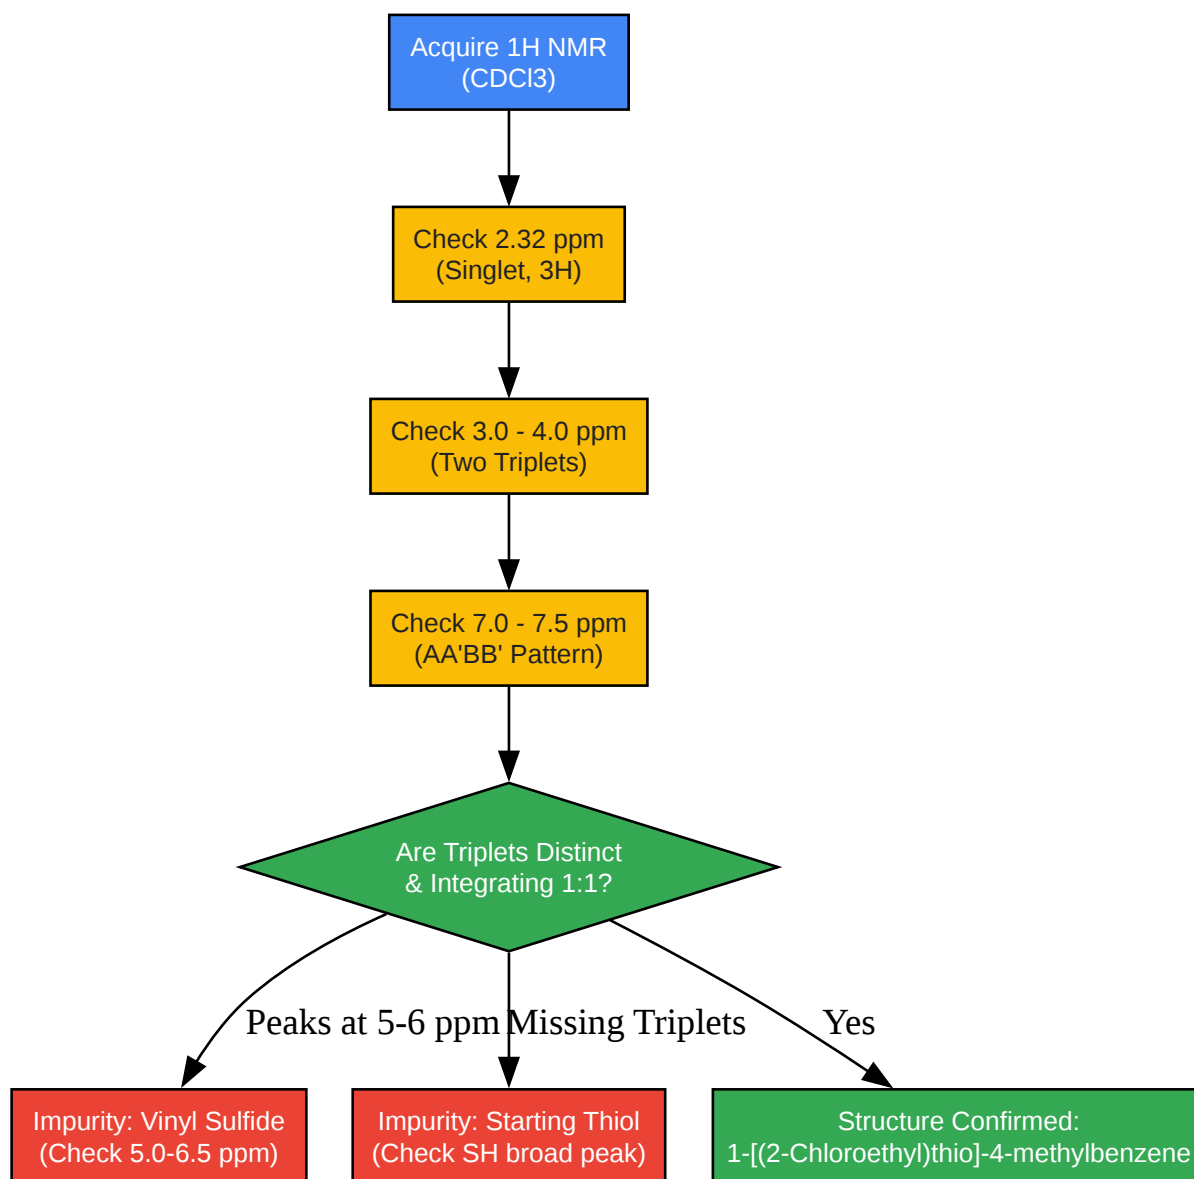 Acquire 1H NMR
(CDCl3)
Check 2.32 ppm
(Singlet, 3H)
Check 3.0 - 4.0 ppm
(Two Triplets)
Check 7.0 - 7.5 ppm
(AA'BB' Pattern)
Are Triplets Distinct
& Integrating 1:1?
Peaks at 5-6 ppm
Missing Triplets
Yes
Impurity: Vinyl Sulfide
(Check 5.0-6.5 ppm)
Impurity: Starting Thiol
(Check SH broad peak)
Structure Confirmed:
1-[(2-Chloroethyl)thio]-4-methylbenzene